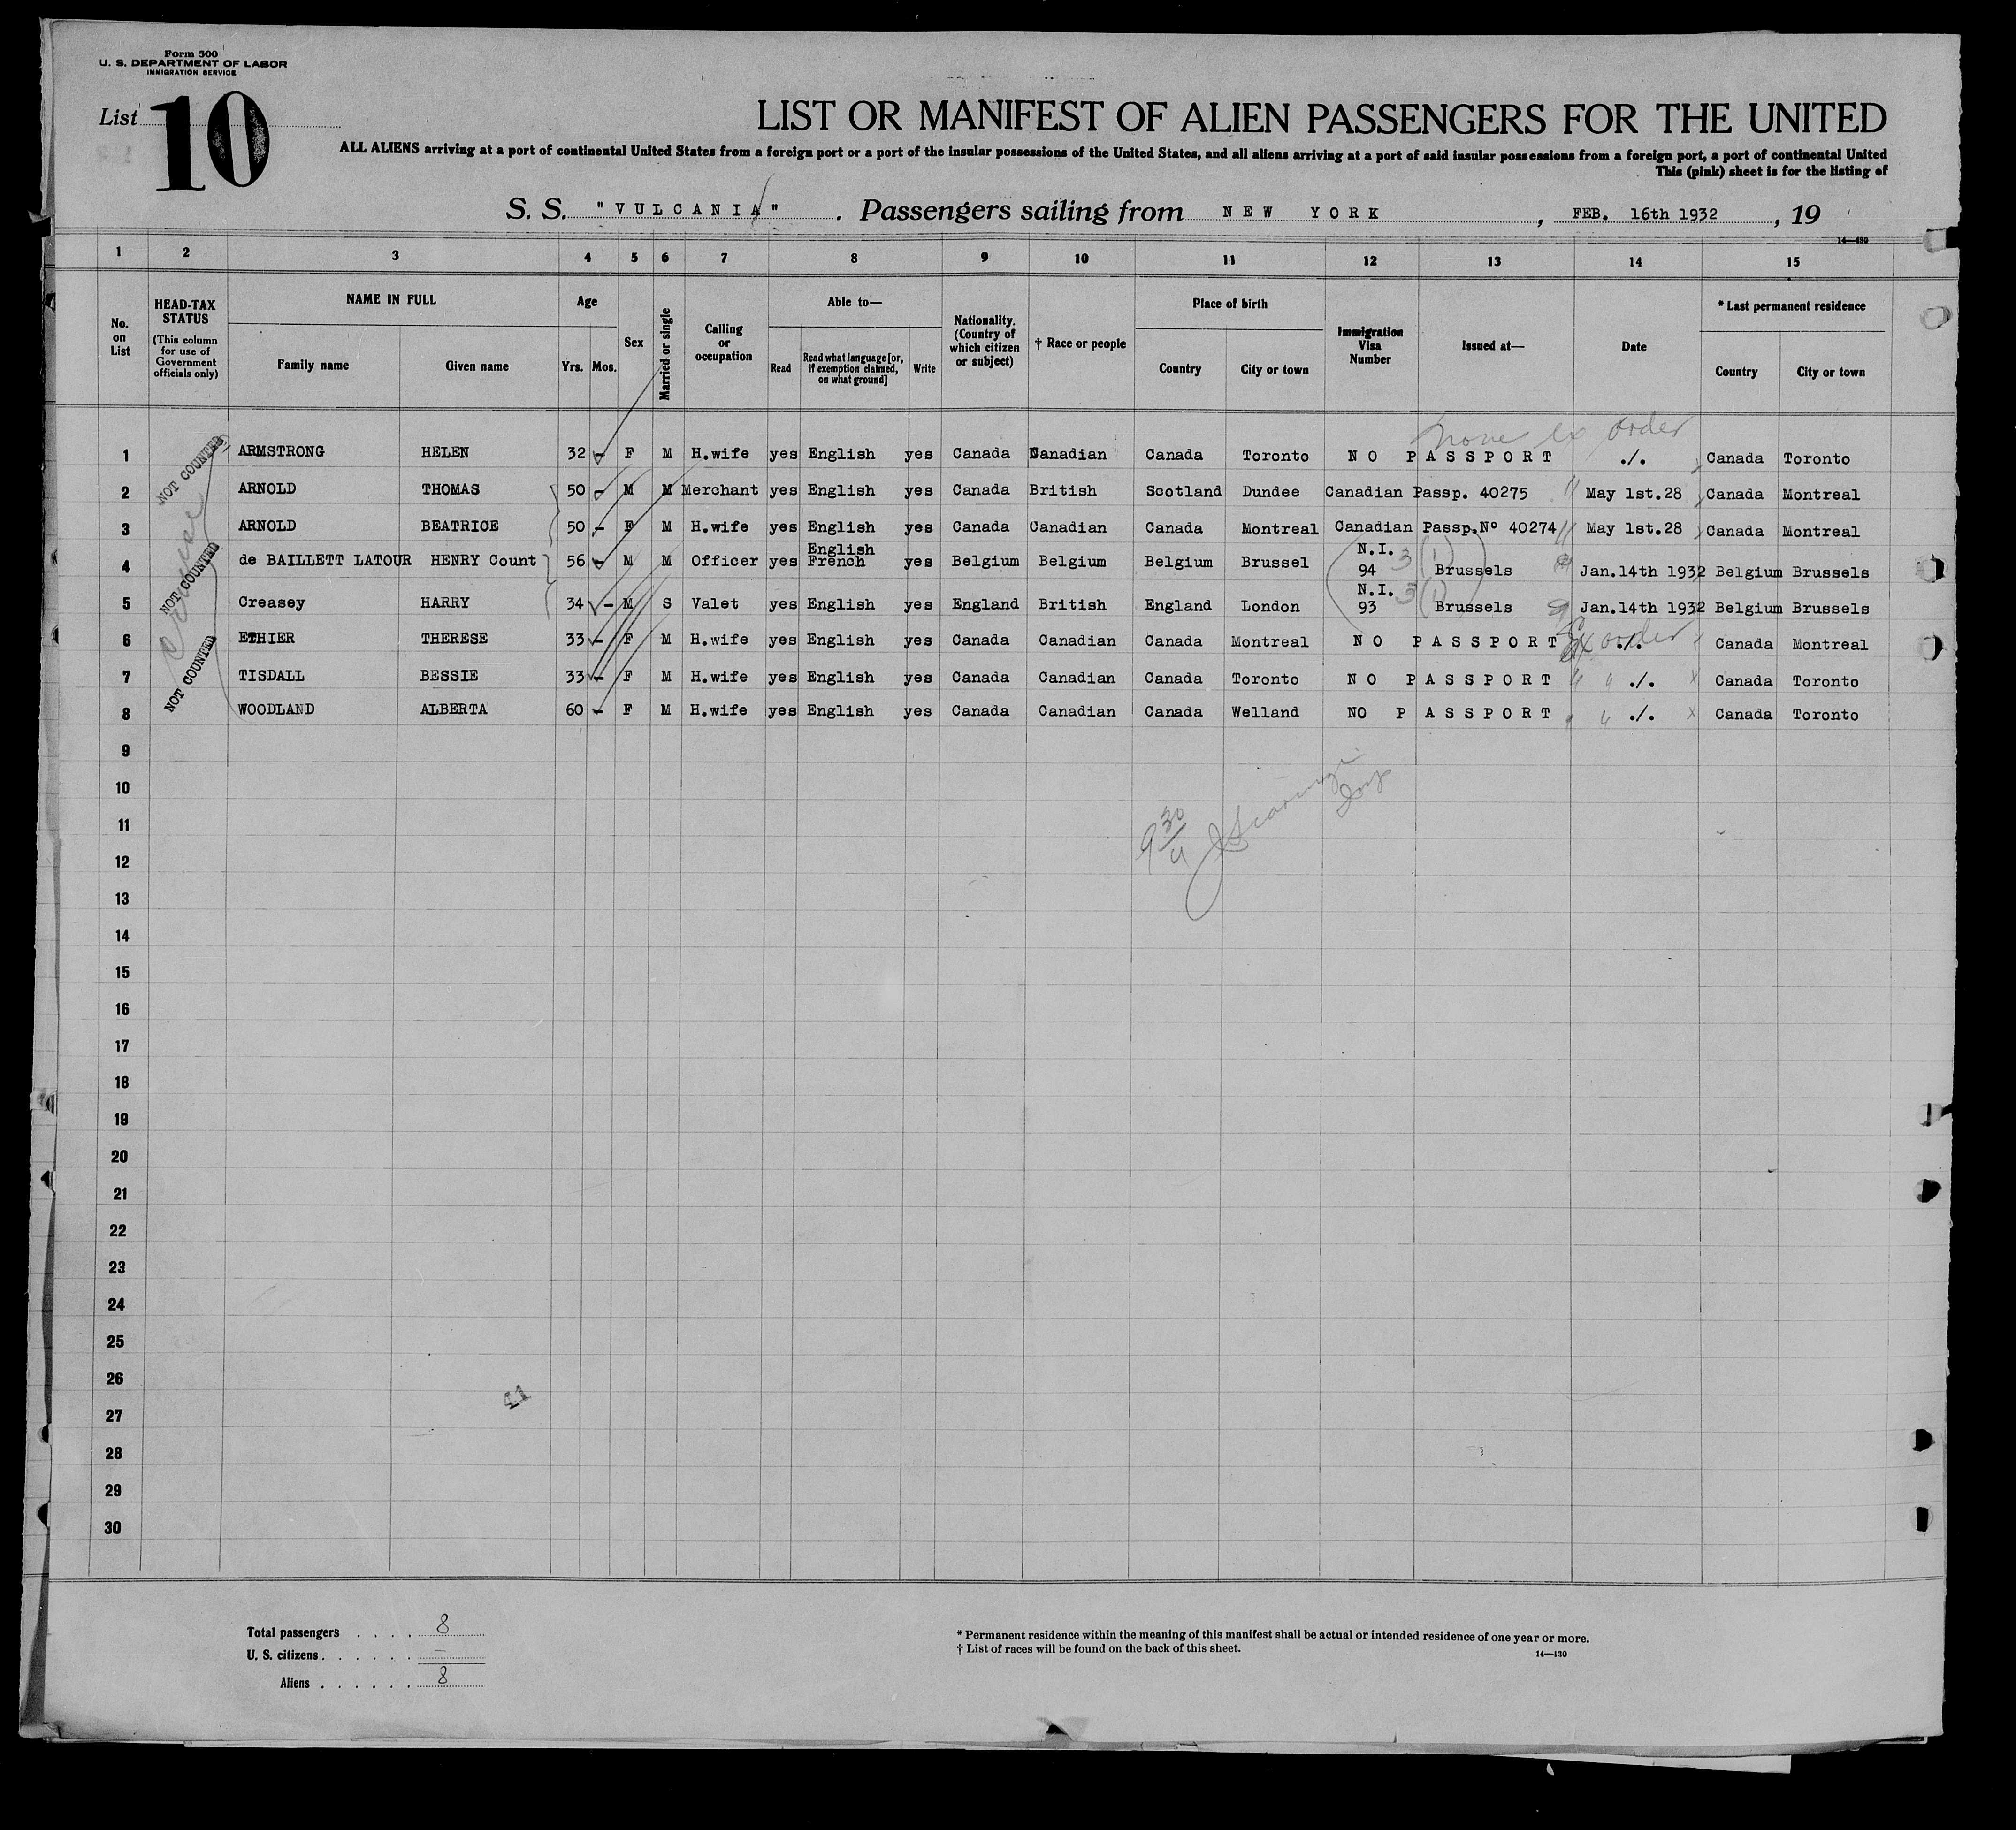 Form 500
U. S. DEPARTMENT OF LABOR
IMMIGRATION SERVICE
List 10
LIST OR MANIFEST OF ALIEN PASSENGERS FOR THE UNITED
ALL ALIENS arriving at a port of continental United States from a foreign port or a port of the insular possessions of the United States, and all aliens arriving at a port of said insular possessions from a foreign port, a port of continental United
This (pink) sheet is for the listing of
S. S. "VULCANIA". Passengers sailing from NEW YORK, FEB. 16th 1932, 19
14—430
1 2 3 4 5 6 7 8 9 10 11 12 13 14 15
No. on List
HEAD-TAX STATUS (This column for use of Government officials only)
NAME IN FULL
Family name Given name
Age
Yrs. Mos.
Sex
Married or single
Calling or occupation
Able to—
Read Read what language [or, if exemption claimed, on what ground] Write
Nationality. (Country of which citizen or subject)
† Race or people
Place of birth
Country City or town
Immigration Visa Number
Issued at—
Date
* Last permanent residence
Country City or town
none ex order
1 ARMSTRONG HELEN 32 - F M H.wife yes English yes Canada Canadian Canada Toronto NO PASSPORT ./. Canada Toronto
2 ARNOLD THOMAS 50 - M M Merchant yes English yes Canada British Scotland Dundee Canadian Passp. 40275 May 1st.28 Canada Montreal
3 ARNOLD BEATRICE 50 - F M H.wife yes English yes Canada Canadian Canada Montreal Canadian Passp.Nº 40274 May 1st.28 Canada Montreal
4 de BAILLETT LATOUR HENRY Count 56 - M M Officer yes English French yes Belgium Belgium Belgium Brussel N.I. 94 3 (1) Brussels Jan.14th 1932 Belgium Brussels
5 Creasey HARRY 34 - M S Valet yes English yes England British England London N.I. 93 3 (1) Brussels Jan.14th 1932 Belgium Brussels
6 ETHIER THERESE 33 - F M H.wife yes English yes Canada Canadian Canada Montreal NO PASSPORT ex order ./. Canada Montreal
7 TISDALL BESSIE 33 - F M H.wife yes English yes Canada Canadian Canada Toronto NO PASSPORT " " ./. x Canada Toronto
8 WOODLAND ALBERTA 60 - F M H.wife yes English yes Canada Canadian Canada Welland NO PASSPORT " " ./. x Canada Toronto
NOT COUNTED
NOT COUNTED
NOT COUNTED
9
10
11
12
13
14
15
16
17
18
19
20
21
22
23
24
25
26
27
28
29
30
Total passengers . . . . 8
U. S. citizens . . . . . . —
Aliens . . . . . . 8
* Permanent residence within the meaning of this manifest shall be actual or intended residence of one year or more.
† List of races will be found on the back of this sheet.
14—430